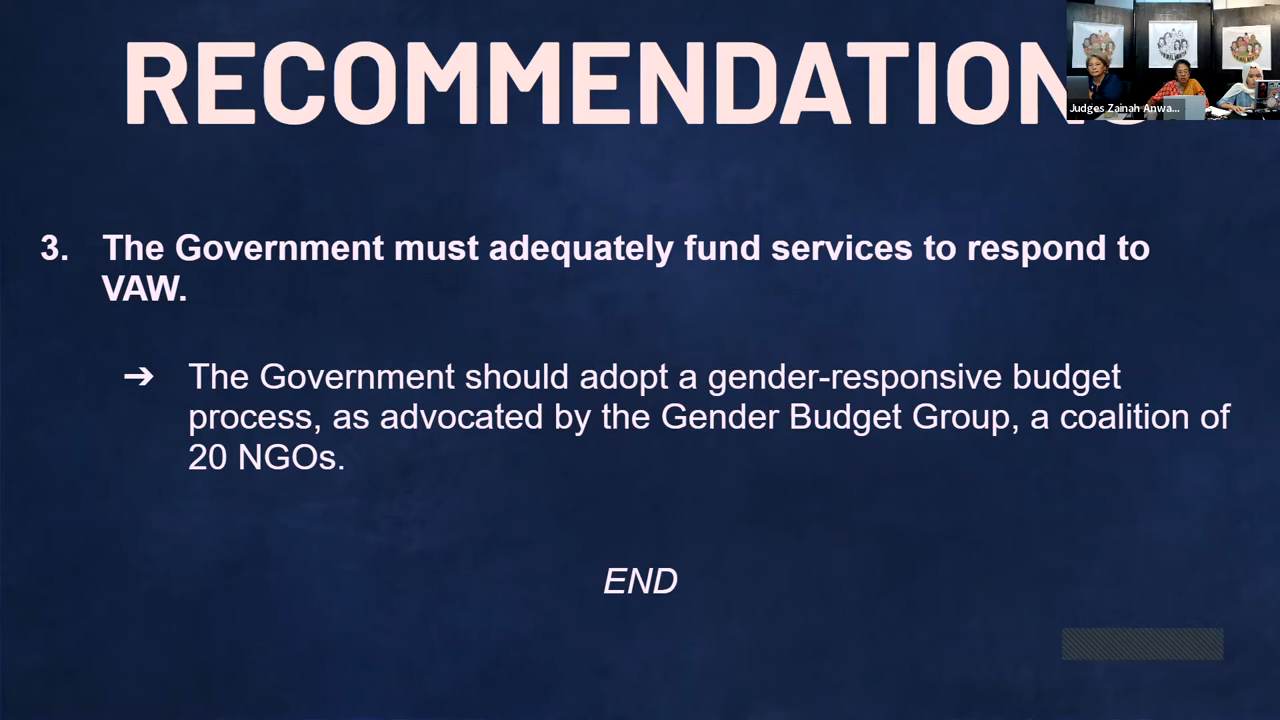 RECOMMENDATIONS
Judges Zainah Anwa...
3. The Government must adequately fund services to respond to
VAW.
➔ The Government should adopt a gender-responsive budget
process, as advocated by the Gender Budget Group, a coalition of
20 NGOs.
END